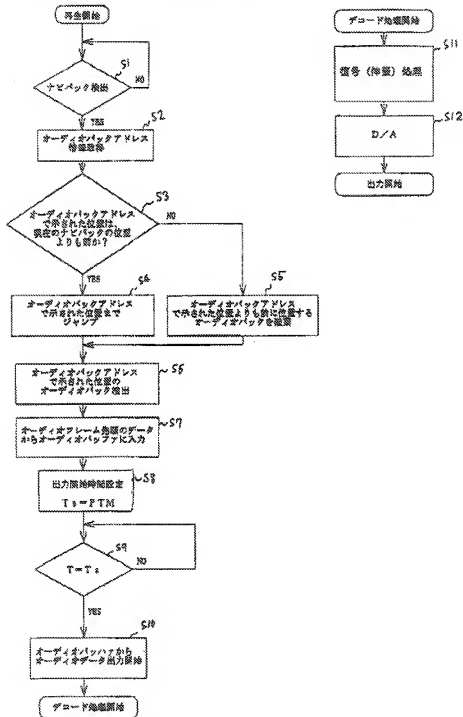 再生開始
S1
ナビパック検出
NO
YES
S2
オーディオパックアドレス
情報取得
S3
オーディオパックアドレス
で示された位置は、
現在のナビパックの位置
よりも前か?
NO
YES
S4
オーディオパックアドレス
で示された位置まで
ジャンプ
S5
オーディオパックアドレス
で示された位置よりも前に位置する
オーディオパックを
S6
オーディオパックアドレス
で示された位置の
オーディオパック検出
S7
オーディオフレーム先頭のデータ
からオーディオバッファに入力
S8
出力開始時間設定
Ts=PTM
S9
T=Ts
NO
YES
S10
オーディオバッファから
オーディオデータ出力開始
デコード処理開始
デコード処理開始
S11
信号(伸張)処理
S12
D/A
出力開始